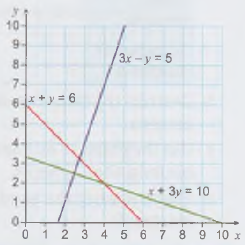 y
10
9
8
7
6
5
4
3
2
1
0
3x – y = 5
x + y = 6
x + 3y = 10
0 1 2 3 4 5 6 7 8 9 10 x